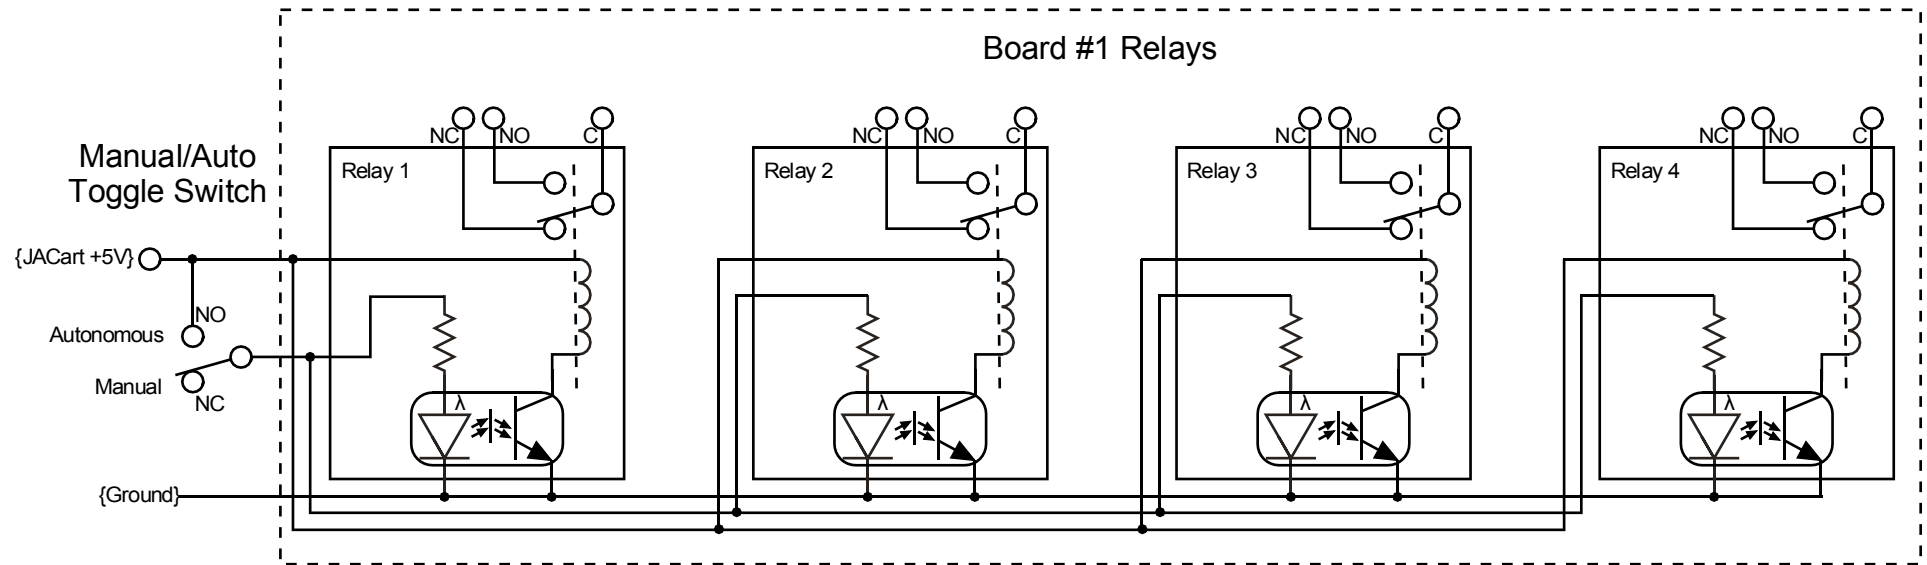 Board #1 Relays
Manual/Auto
Toggle Switch
NC NO C
Relay 1
NC NO C
Relay 2
NC NO C
Relay 3
NC NO C
Relay 4
{JACart +5V}
NO
Autonomous
Manual
NC
λ
λ
λ
λ
{Ground}